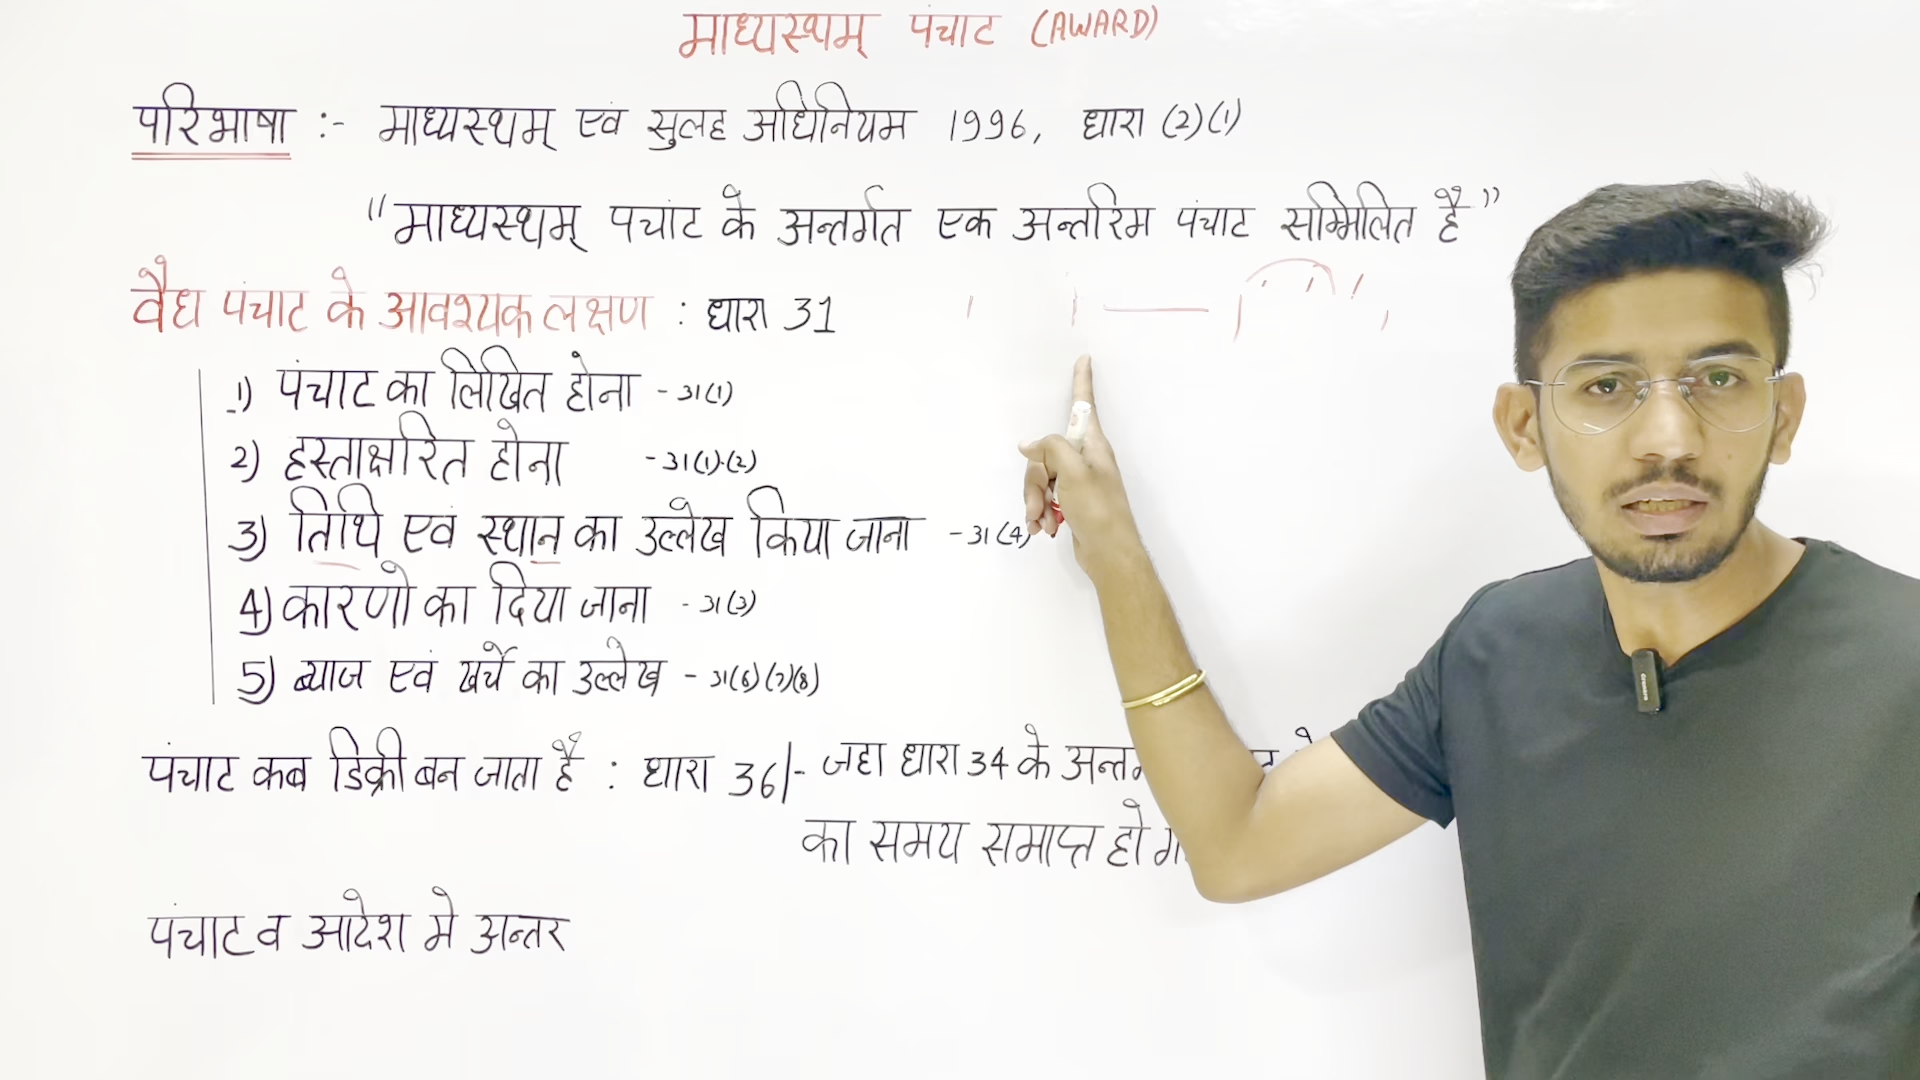 माध्यस्थम् पंचाट (AWARD)
परिभाषा :- माध्यस्थम् एवं सुलह अधिनियम 1996, धारा (2)(1)
"माध्यस्थम् पचांट के अन्तर्गत एक अन्तरिम पंचाट सम्मिलित है"
वैध पंचाट के आवश्यक लक्षण : धारा 31
1) पंचाट का लिखित होना - 31(1)
2) हस्ताक्षरित होना - 31(1)·(2)
3) तिथि एवं स्थान का उल्लेख किया जाना - 31(4)
4) कारणो का दिया जाना - 31(3)
5) ब्याज एवं खर्चे का उल्लेख - 31(6)(7)(8)
पंचाट कब डिक्री बन जाता है : धारा 36/- जहा धारा 34 के
का समय समाप्त हो
पंचाट व आदेश मे अन्तर